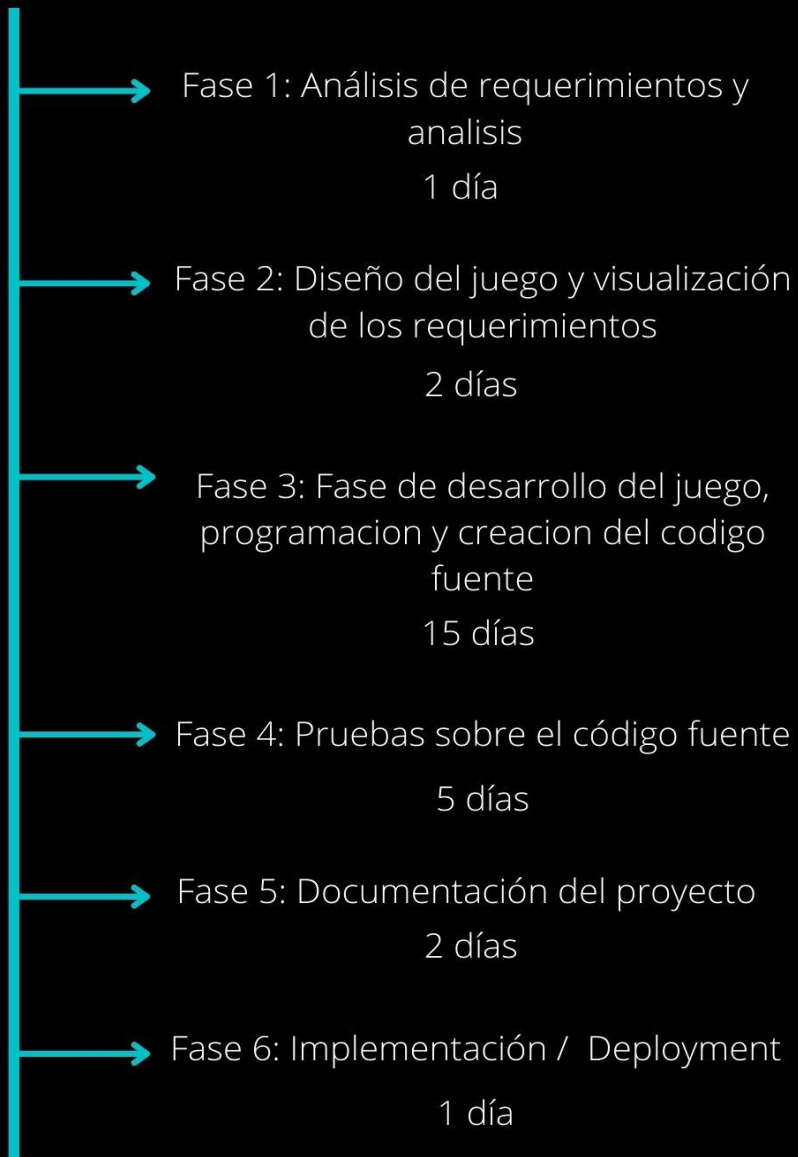 Fase 1: Análisis de requerimientos y
analisis
1 día
Fase 2: Diseño del juego y visualización
de los requerimientos
2 días
Fase 3: Fase de desarrollo del juego,
programacion y creacion del codigo
fuente
15 días
Fase 4: Pruebas sobre el código fuente
5 días
Fase 5: Documentación del proyecto
2 días
Fase 6: Implementación / Deployment
1 día